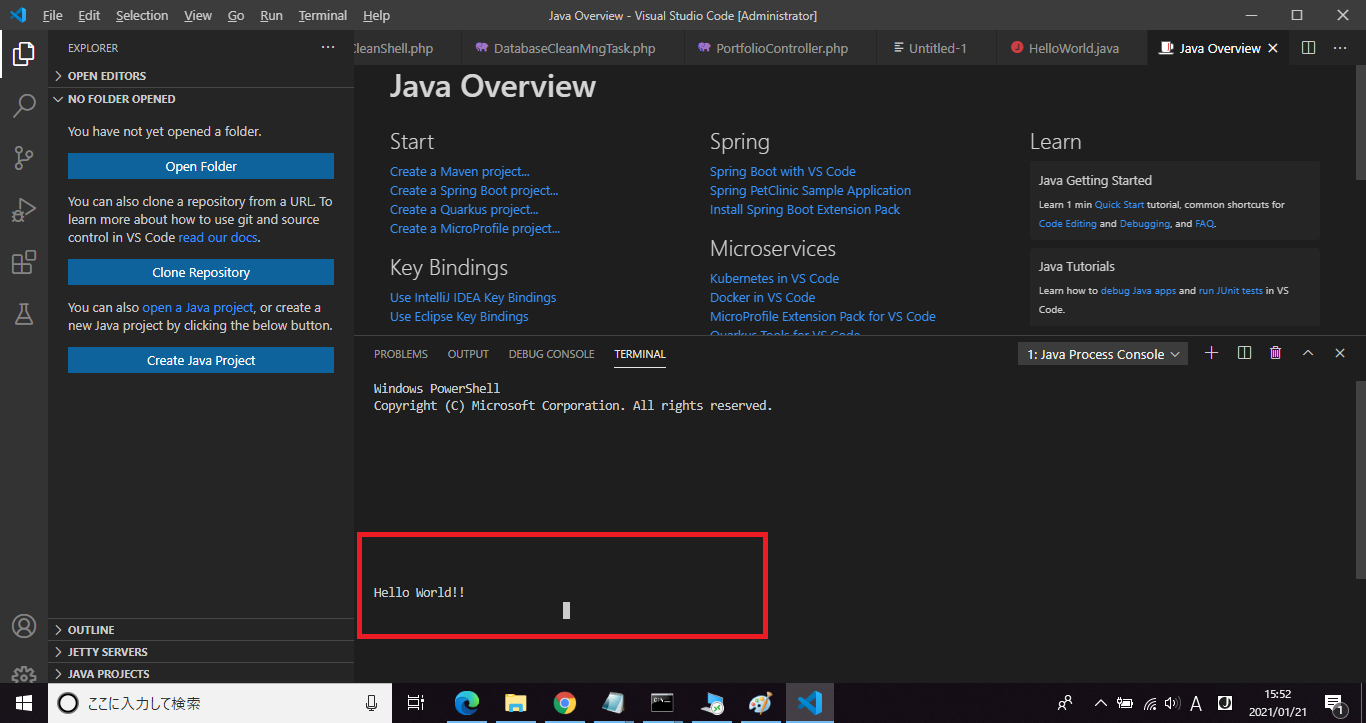 File Edit Selection View Go Run Terminal Help
Java Overview - Visual Studio Code [Administrator]
EXPLORER
OPEN EDITORS
NO FOLDER OPENED
You have not yet opened a folder.
Open Folder
You can also clone a repository from a URL. To
learn more about how to use git and source
control in VS Code read our docs.
Clone Repository
You can also open a Java project, or create a
new Java project by clicking the below button.
Create Java Project
OUTLINE
JETTY SERVERS
JAVA PROJECTS
CleanShell.php DatabaseCleanMngTask.php PortfolioController.php Untitled-1 HelloWorld.java Java Overview
Java Overview
Start
Create a Maven project...
Create a Spring Boot project...
Create a Quarkus project...
Create a MicroProfile project...
Key Bindings
Use IntelliJ IDEA Key Bindings
Use Eclipse Key Bindings
Spring
Spring Boot with VS Code
Spring PetClinic Sample Application
Install Spring Boot Extension Pack
Microservices
Kubernetes in VS Code
Docker in VS Code
MicroProfile Extension Pack for VS Code
Quarkus Tools for VS Code
Learn
Java Getting Started
Learn 1 min Quick Start tutorial, common shortcuts for
Code Editing and Debugging, and FAQ.
Java Tutorials
Learn how to debug Java apps and run JUnit tests in VS
Code.
PROBLEMS OUTPUT DEBUG CONSOLE TERMINAL
1: Java Process Console
Windows PowerShell
Copyright (C) Microsoft Corporation. All rights reserved.
Hello World!!
ここに入力して検索
A
15:52
2021/01/21
1